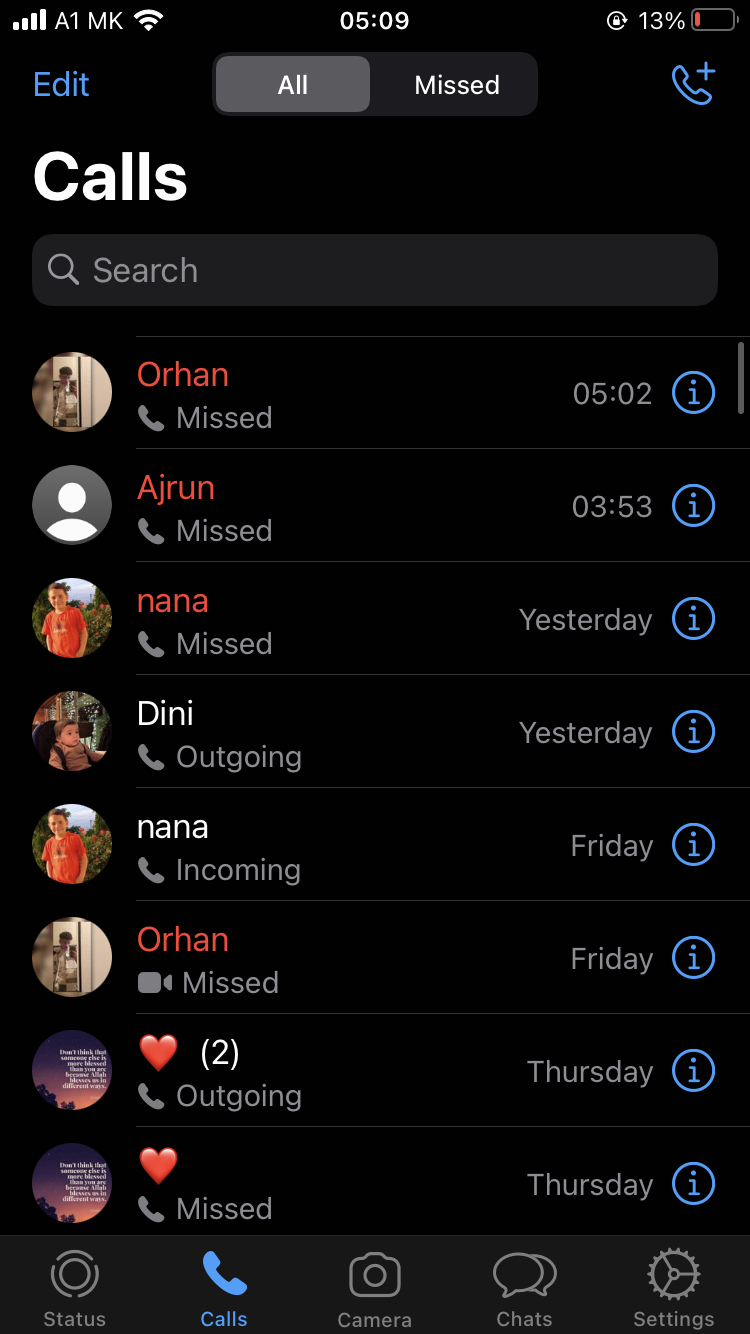 A1 MK 05:09 13%
Edit All Missed
Calls
Search
Orhan
Missed 05:02
Ajrun
Missed 03:53
nana
Missed Yesterday
Dini
Outgoing Yesterday
nana
Incoming Friday
Orhan
Missed Friday
Don't think that
someone else is
more blessed
than you are
because Allah
blesses us in
different ways.
❤️ (2)
Outgoing Thursday
Don't think that
someone else is
more blessed
than you are
because Allah
blesses us in
different ways.
❤️
Missed Thursday
Status Calls Camera Chats Settings